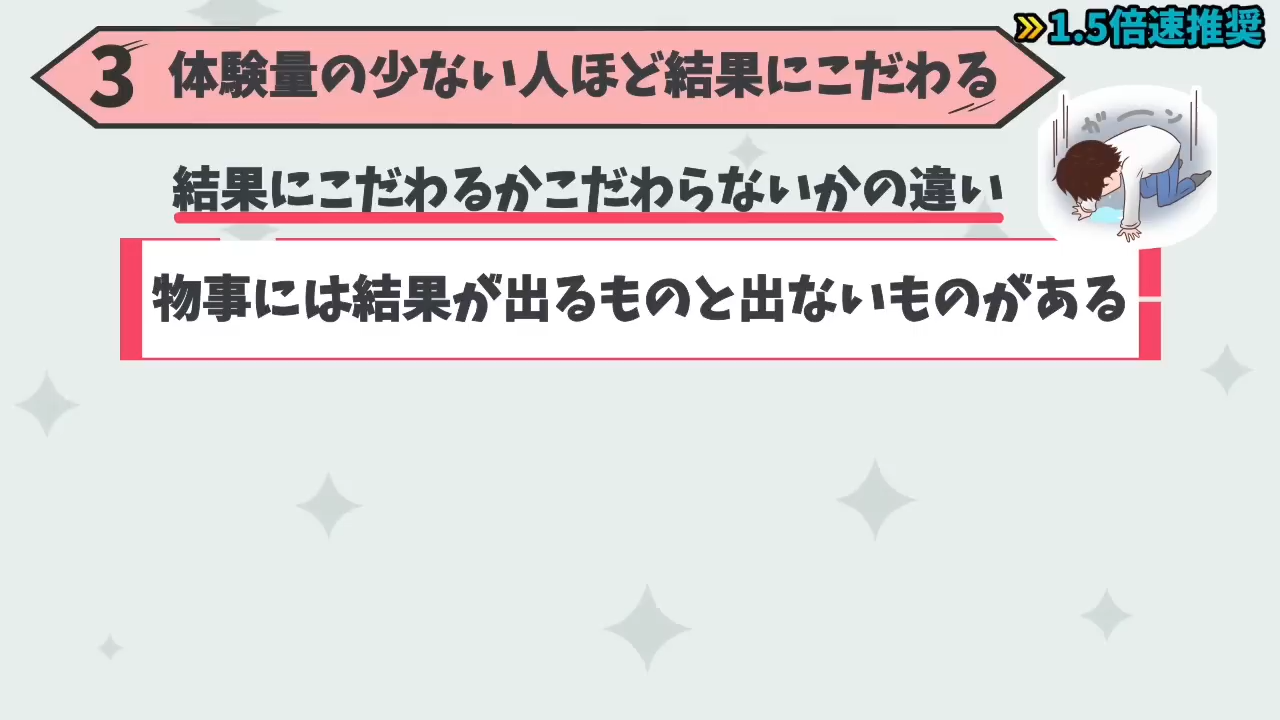 1.5倍速推奨
3 体験量の少ない人ほど結果にこだわる
ガーン
結果にこだわるかこだわらないかの違い
物事には結果が出るものと出ないものがある